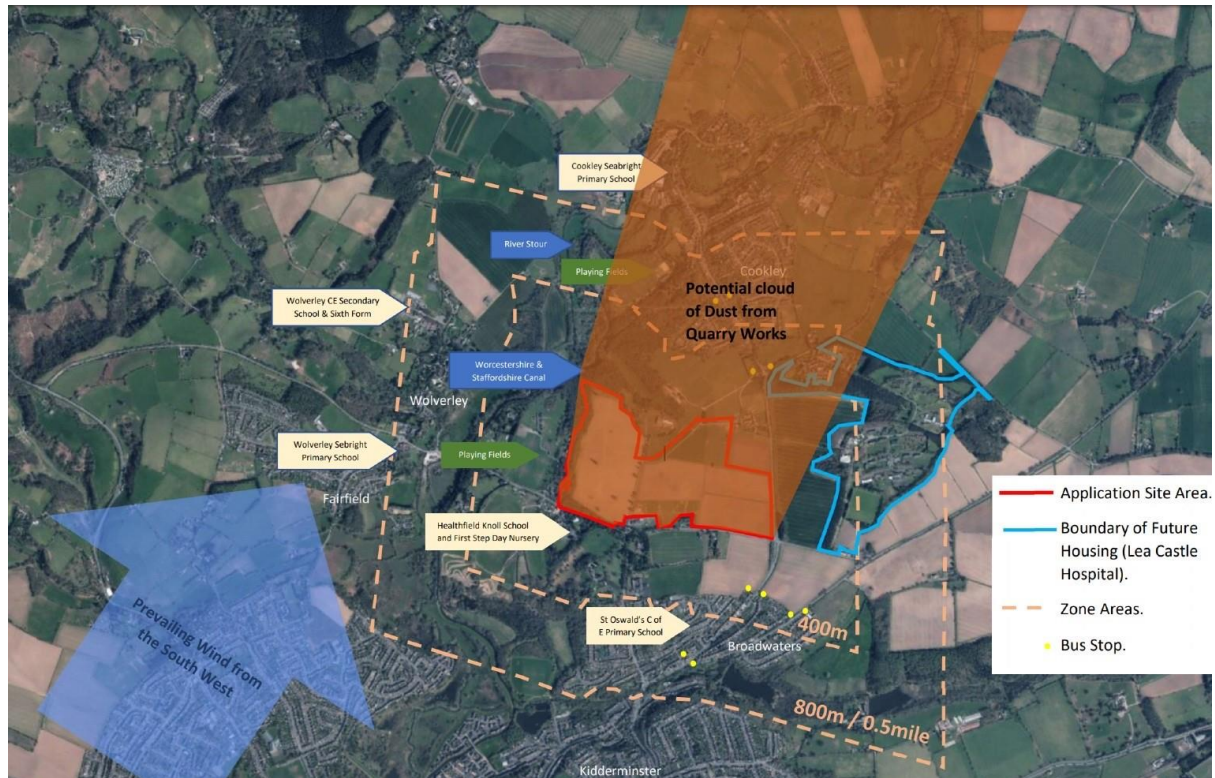 Cookley Seabright
Primary School
River Stour
Playing Fields
Cookley
Potential cloud
of Dust from
Quarry Works
Wolverley CE Secondary
School & Sixth Form
Worcestershire &
Staffordshire Canal
Wolverley
Wolverley Sebright
Primary School
Playing Fields
Fairfield
Healthfield Knoll School
and First Step Day Nursery
St Oswald's C of
E Primary School
Broadwaters
400m
800m / 0.5mile
Kidderminster
Prevailing Wind from
the South West
Application Site Area.
Boundary of Future
Housing (Lea Castle
Hospital).
Zone Areas.
Bus Stop.